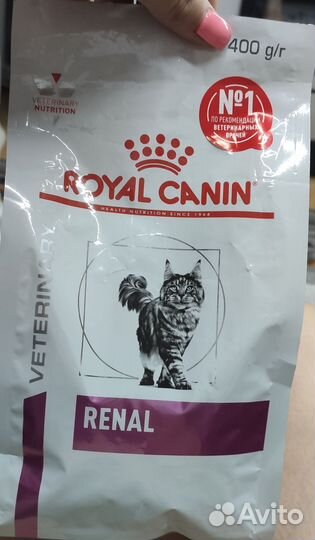 400 g/г
VETERINARY
NUTRITION
№1
ПО РЕКОМЕНДАЦИИ
ВЕТЕРИНАРНЫХ
ВРАЧЕЙ
ROYAL CANIN
HEALTH NUTRITION SINCE 1968
VETERINARY
RENAL
Avito